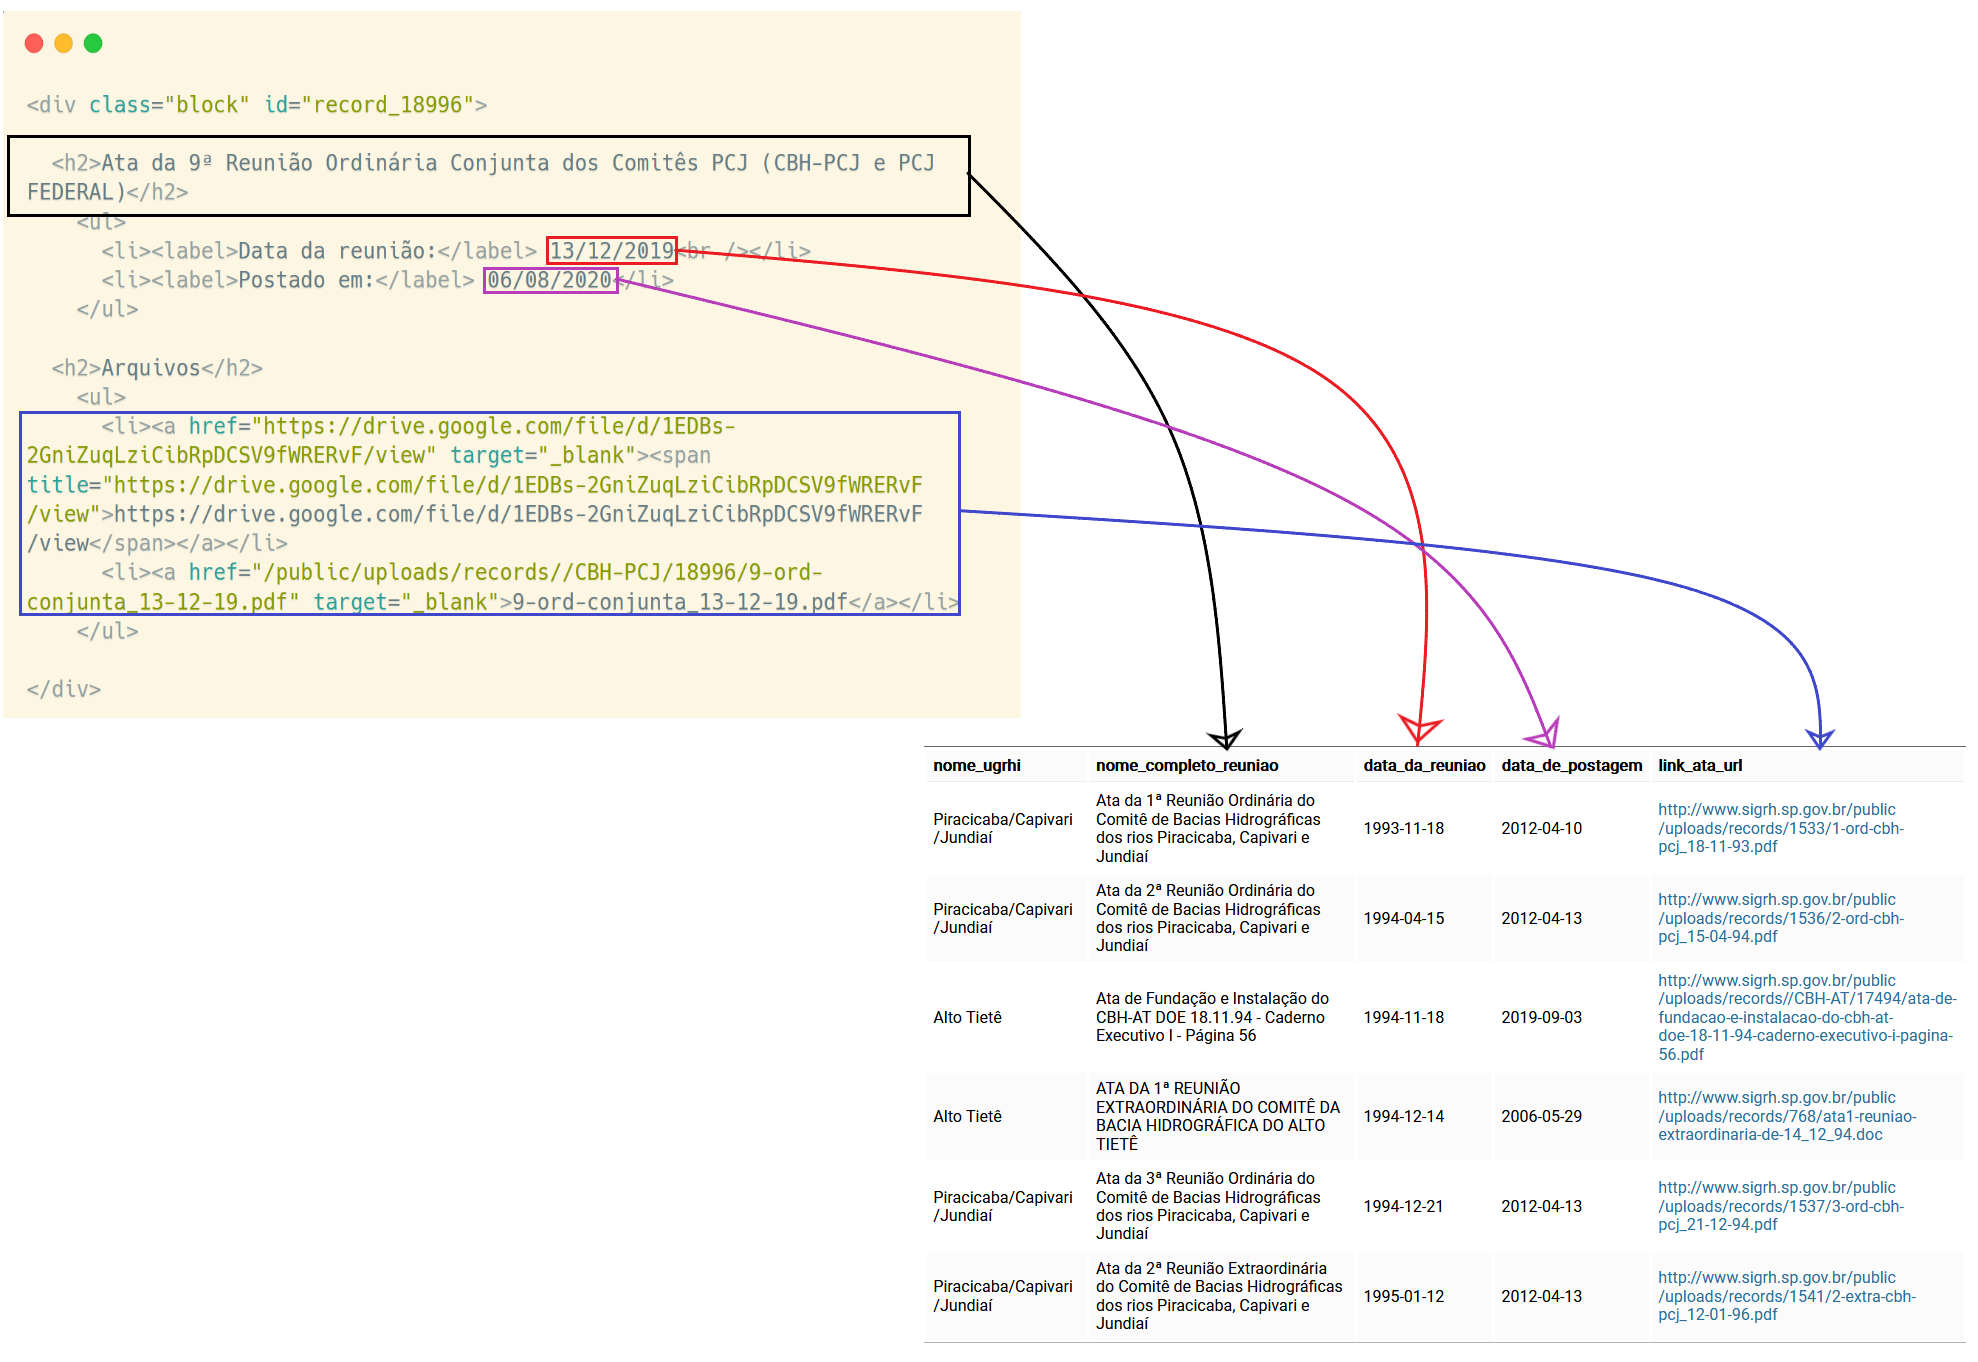 <div class="block" id="record_18996">
<h2>Ata da 9ª Reunião Ordinária Conjunta dos Comitês PCJ (CBH-PCJ e PCJ
FEDERAL)</h2>
<ul>
<li><label>Data da reunião:</label> 13/12/2019<br /></li>
<li><label>Postado em:</label> 06/08/2020</li>
</ul>
<h2>Arquivos</h2>
<ul>
<li><a href="https://drive.google.com/file/d/1EDBs-
2GniZuqLziCibRpDCSV9fWRERvF/view" target="_blank"><span
title="https://drive.google.com/file/d/1EDBs-2GniZuqLziCibRpDCSV9fWRERvF
/view">https://drive.google.com/file/d/1EDBs-2GniZuqLziCibRpDCSV9fWRERvF
/view</span></a></li>
<li><a href="/public/uploads/records//CBH-PCJ/18996/9-ord-
conjunta_13-12-19.pdf" target="_blank">9-ord-conjunta_13-12-19.pdf</a></li>
</ul>
</div>
nome_ugrhi nome_completo_reuniao data_da_reuniao data_de_postagem link_ata_url
Piracicaba/Capivari
/Jundiaí
Ata da 1ª Reunião Ordinária do
Comitê de Bacias Hidrográficas
dos rios Piracicaba, Capivari e
Jundiaí
1993-11-18
2012-04-10
http://www.sigrh.sp.gov.br/public
/uploads/records/1533/1-ord-cbh-
pcj_18-11-93.pdf
Piracicaba/Capivari
/Jundiaí
Ata da 2ª Reunião Ordinária do
Comitê de Bacias Hidrográficas
dos rios Piracicaba, Capivari e
Jundiaí
1994-04-15
2012-04-13
http://www.sigrh.sp.gov.br/public
/uploads/records/1536/2-ord-cbh-
pcj_15-04-94.pdf
Alto Tietê
Ata de Fundação e Instalação do
CBH-AT DOE 18.11.94 - Caderno
Executivo I - Página 56
1994-11-18
2019-09-03
http://www.sigrh.sp.gov.br/public
/uploads/records//CBH-AT/17494/ata-de-
fundacao-e-instalacao-do-cbh-at-
doe-18-11-94-caderno-executivo-i-pagina-
56.pdf
Alto Tietê
ATA DA 1ª REUNIÃO
EXTRAORDINÁRIA DO COMITÊ DA
BACIA HIDROGRÁFICA DO ALTO
TIETÊ
1994-12-14
2006-05-29
http://www.sigrh.sp.gov.br/public
/uploads/records/768/ata1-reuniao-
extraordinaria-de-14_12_94.doc
Piracicaba/Capivari
/Jundiaí
Ata da 3ª Reunião Ordinária do
Comitê de Bacias Hidrográficas
dos rios Piracicaba, Capivari e
Jundiaí
1994-12-21
2012-04-13
http://www.sigrh.sp.gov.br/public
/uploads/records/1537/3-ord-cbh-
pcj_21-12-94.pdf
Piracicaba/Capivari
/Jundiaí
Ata da 2ª Reunião Extraordinária
do Comitê de Bacias Hidrográficas
dos rios Piracicaba, Capivari e
Jundiaí
1995-01-12
2012-04-13
http://www.sigrh.sp.gov.br/public
/uploads/records/1541/2-extra-cbh-
pcj_12-01-96.pdf